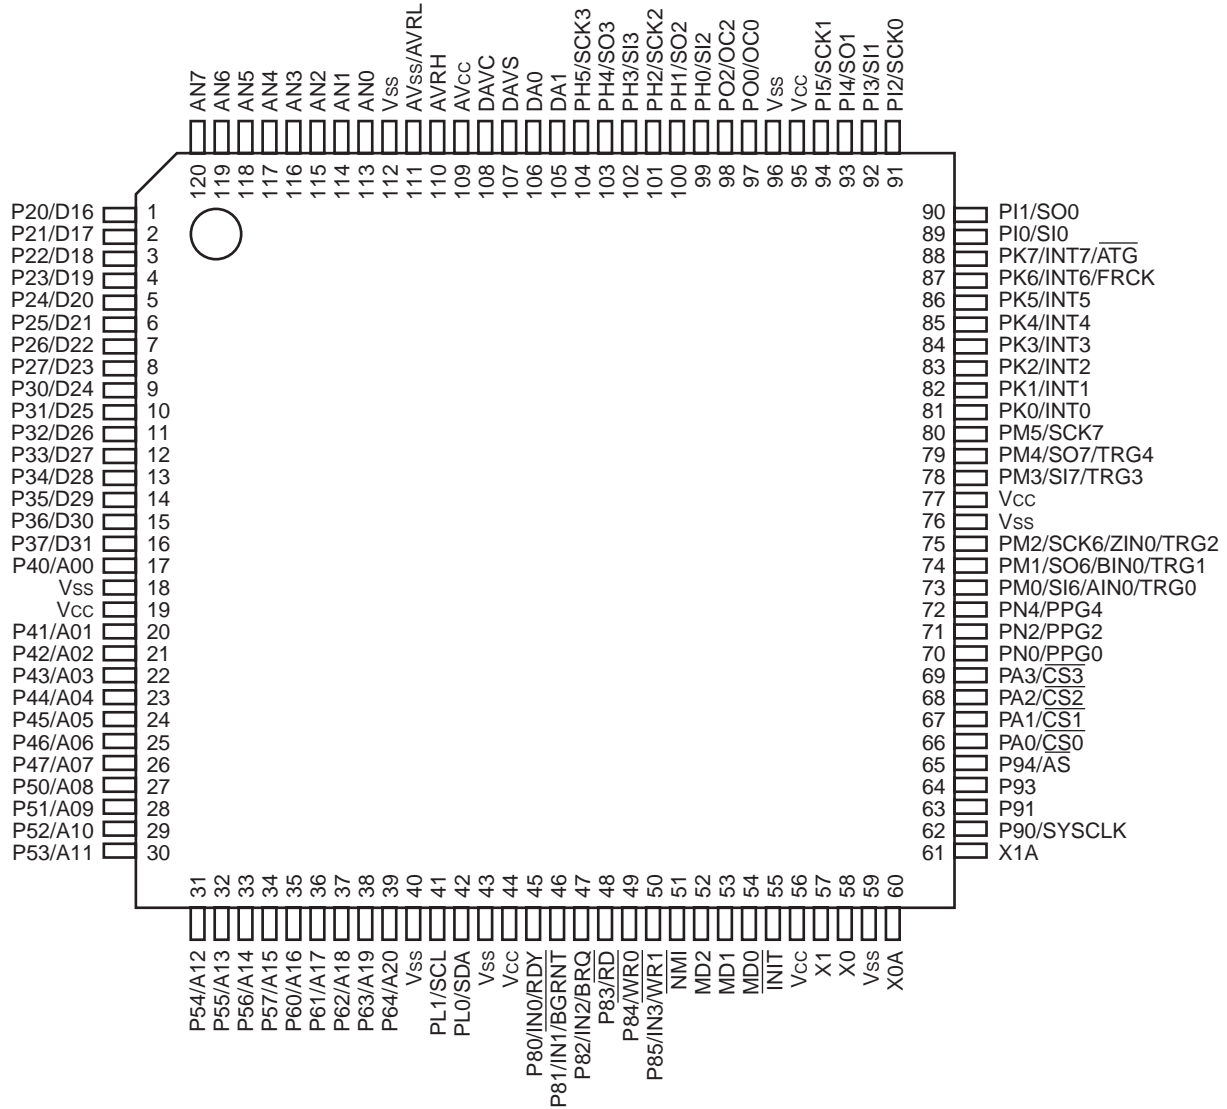 AN7
AN6
AN5
AN4
AN3
AN2
AN1
AN0
Vss
AVss/AVRL
AVRH
AVcc
DAVC
DAVS
DA0
DA1
PH5/SCK3
PH4/SO3
PH3/SI3
PH2/SCK2
PH1/SO2
PH0/SI2
PO2/OC2
PO0/OC0
Vss
Vcc
PI5/SCK1
PI4/SO1
PI3/SI1
PI2/SCK0
120
119
118
117
116
115
114
113
112
111
110
109
108
107
106
105
104
103
102
101
100
99
98
97
96
95
94
93
92
91
P20/D16 1
P21/D17 2
P22/D18 3
P23/D19 4
P24/D20 5
P25/D21 6
P26/D22 7
P27/D23 8
P30/D24 9
P31/D25 10
P32/D26 11
P33/D27 12
P34/D28 13
P35/D29 14
P36/D30 15
P37/D31 16
P40/A00 17
Vss 18
Vcc 19
P41/A01 20
P42/A02 21
P43/A03 22
P44/A04 23
P45/A05 24
P46/A06 25
P47/A07 26
P50/A08 27
P51/A09 28
P52/A10 29
P53/A11 30
90 PI1/SO0
89 PI0/SI0
88 PK7/INT7/ATG
87 PK6/INT6/FRCK
86 PK5/INT5
85 PK4/INT4
84 PK3/INT3
83 PK2/INT2
82 PK1/INT1
81 PK0/INT0
80 PM5/SCK7
79 PM4/SO7/TRG4
78 PM3/SI7/TRG3
77 Vcc
76 Vss
75 PM2/SCK6/ZIN0/TRG2
74 PM1/SO6/BIN0/TRG1
73 PM0/SI6/AIN0/TRG0
72 PN4/PPG4
71 PN2/PPG2
70 PN0/PPG0
69 PA3/CS3
68 PA2/CS2
67 PA1/CS1
66 PA0/CS0
65 P94/AS
64 P93
63 P91
62 P90/SYSCLK
61 X1A
31
32
33
34
35
36
37
38
39
40
41
42
43
44
45
46
47
48
49
50
51
52
53
54
55
56
57
58
59
60
P54/A12
P55/A13
P56/A14
P57/A15
P60/A16
P61/A17
P62/A18
P63/A19
P64/A20
Vss
PL1/SCL
PL0/SDA
Vss
Vcc
P80/IN0/RDY
P81/IN1/BGRNT
P82/IN2/BRQ
P83/RD
P84/WR0
P85/IN3/WR1
NMI
MD2
MD1
MD0
INIT
Vcc
X1
X0
Vss
X0A